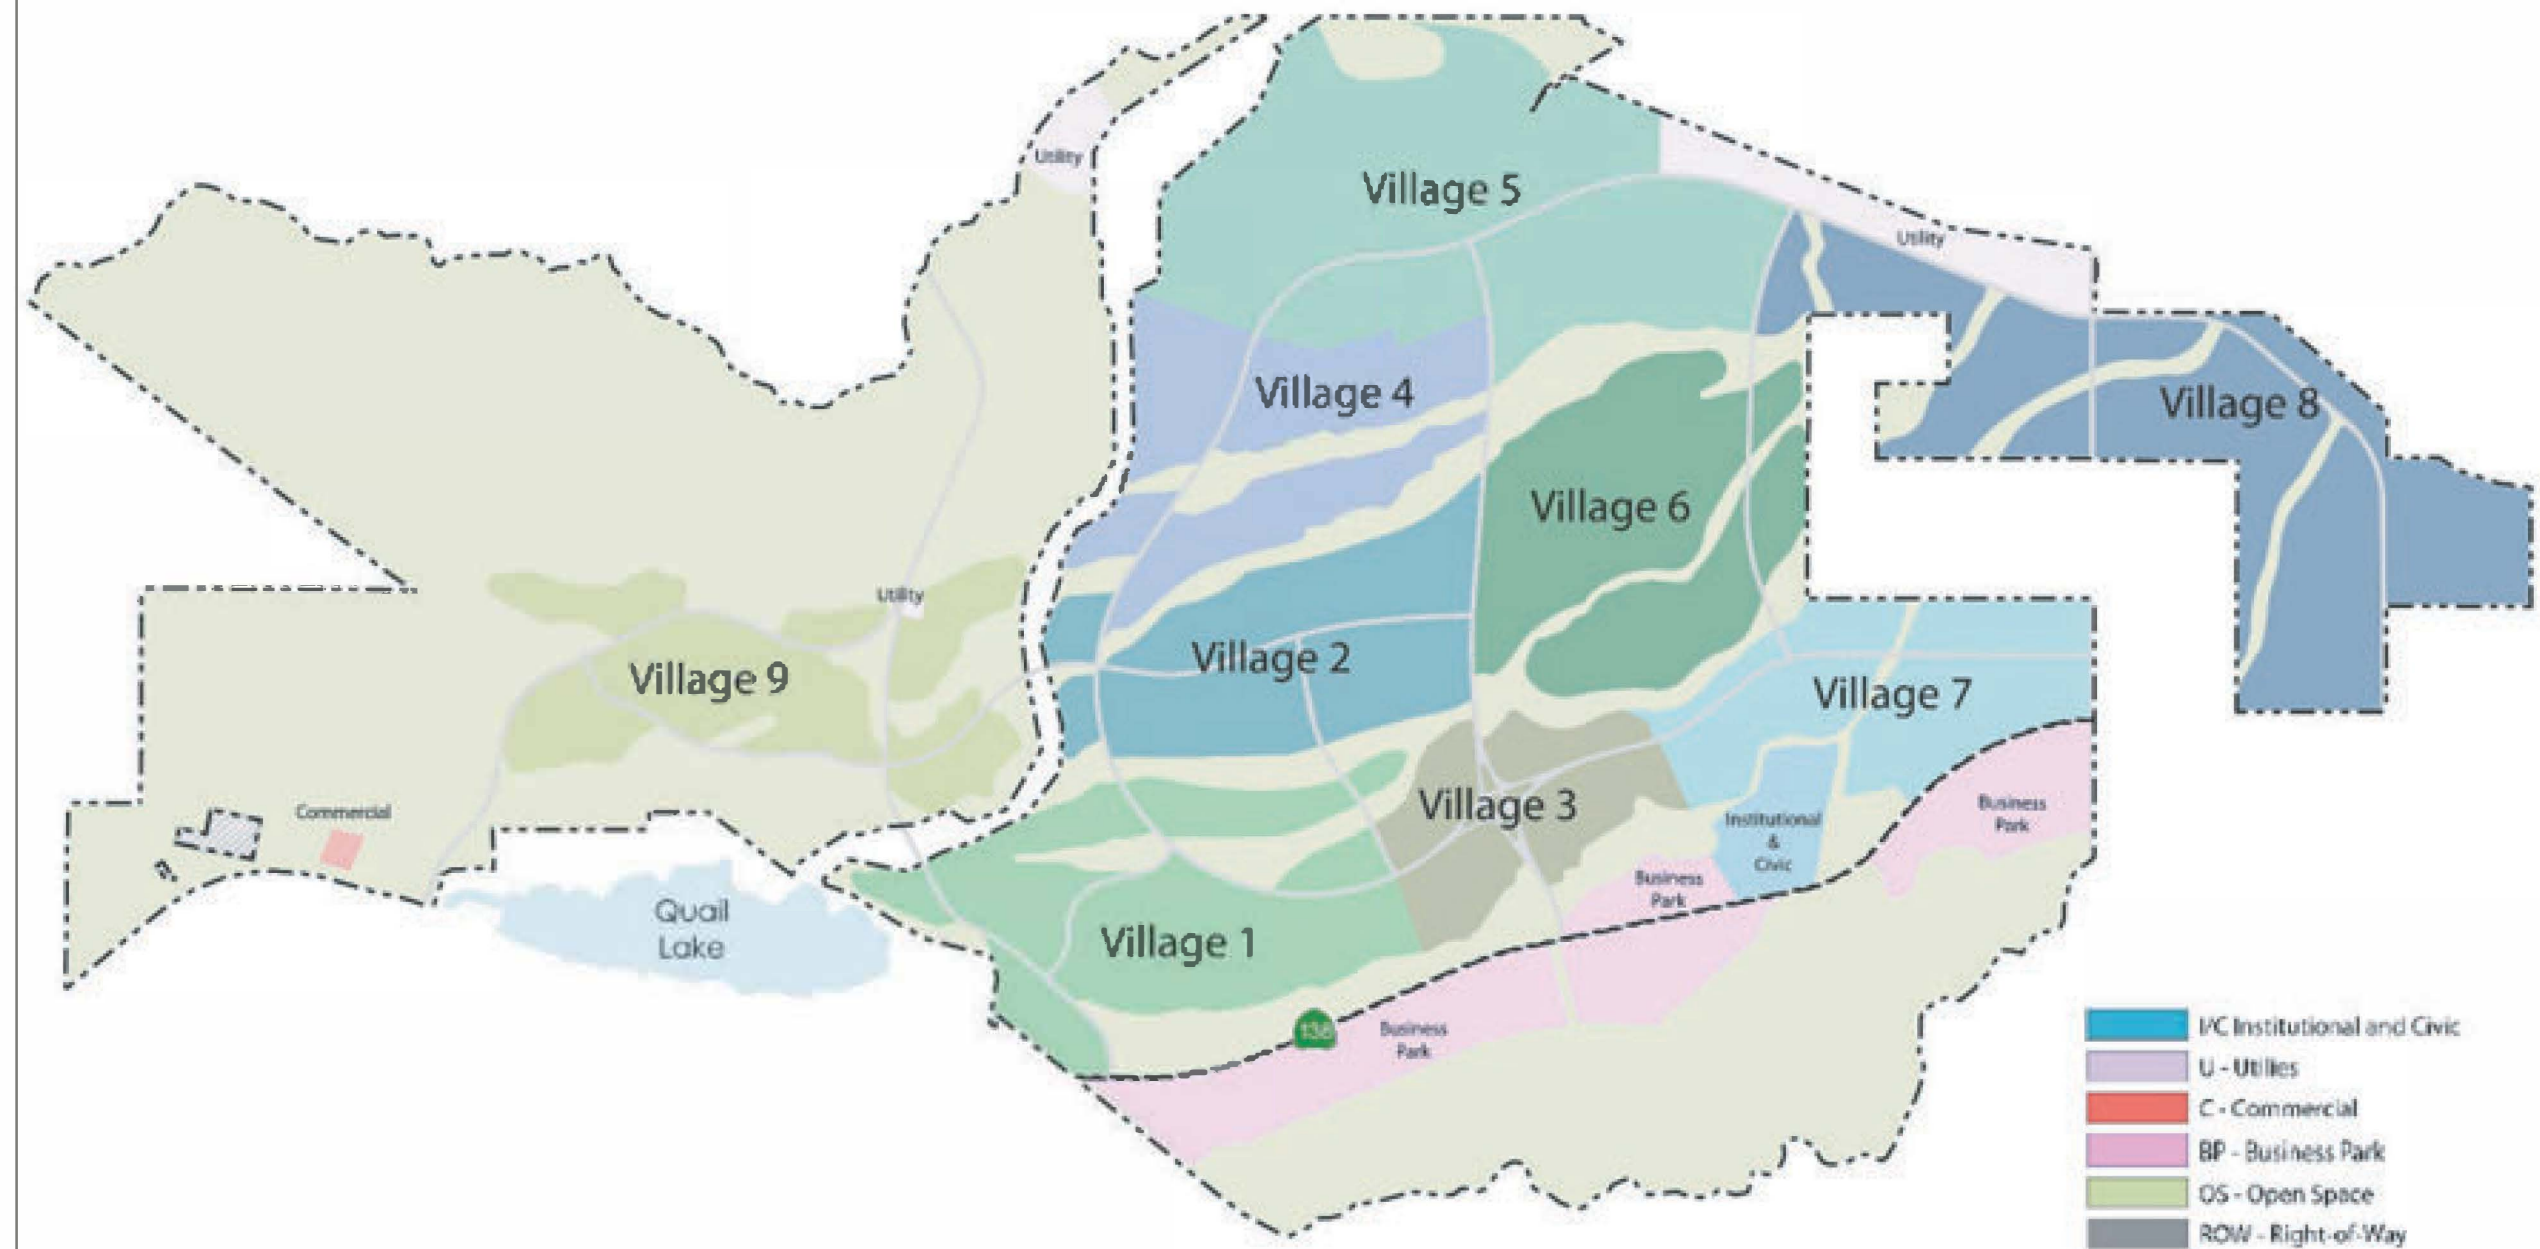 Utility
Village 5
Utility
Village 4
Village 8
Village 6
Utility
Village 2
Village 9
Village 7
Commercial
Village 3
Business
Park
Institutional
&
Civic
Business
Park
Quail
Lake
Village 1
138
Business
Park
I/C Institutional and Civic
U - Utilies
C - Commercial
BP - Business Park
OS - Open Space
ROW - Right-of-Way